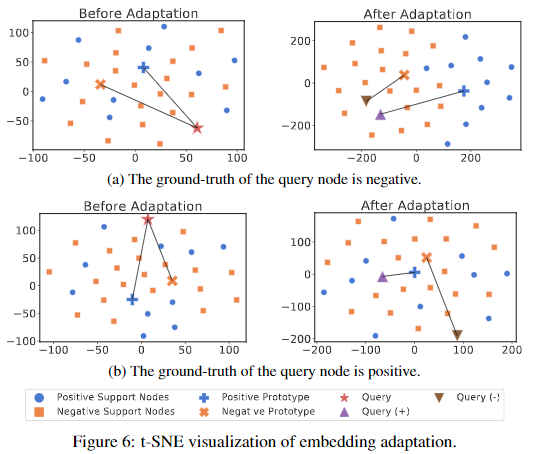 Before Adaptation
After Adaptation
100
50
0
−50
−100
−50
0
50
100
200
0
−200
−200
0
200
(a) The ground-truth of the query node is negative.
Before Adaptation
After Adaptation
100
50
0
−50
−100
−100
−50
0
50
100
100
0
−100
−200
−200
−100
0
100
200
(b) The ground-truth of the query node is positive.
Positive Support Nodes
Positive Prototype
Query
Query (-)
Negative Support Nodes
Negat ve Prototype
Query (+)
Figure 6: t-SNE visualization of embedding adaptation.